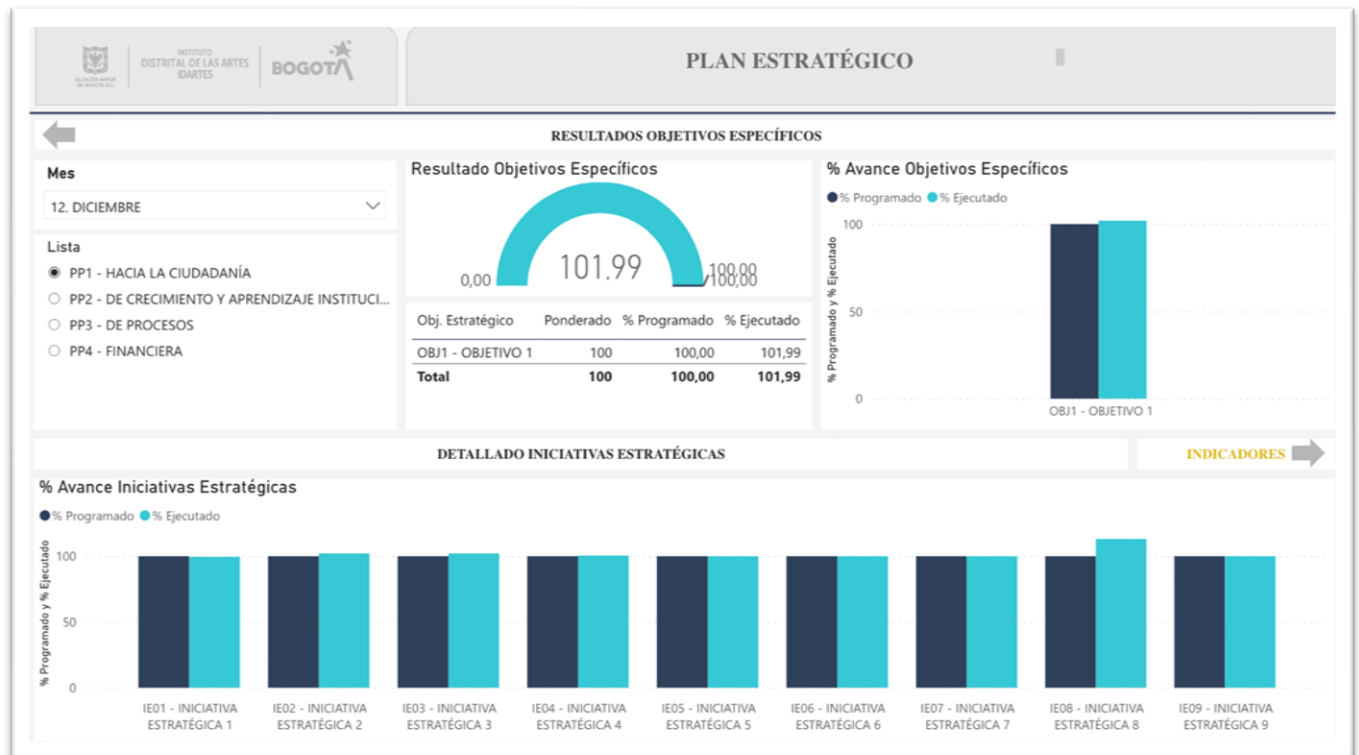 ALCALDÍA MAYOR
DE BOGOTÁ D.C.
INSTITUTO
DISTRITAL DE LAS ARTES
IDARTES
BOGOTÁ
PLAN ESTRATÉGICO
RESULTADOS OBJETIVOS ESPECÍFICOS
Mes
12. DICIEMBRE
Lista
PP1 - HACIA LA CIUDADANÍA
PP2 - DE CRECIMIENTO Y APRENDIZAJE INSTITUCI...
PP3 - DE PROCESOS
PP4 - FINANCIERA
Resultado Objetivos Específicos
101,99
0,00
100,00
100,00
Obj. Estratégico Ponderado % Programado % Ejecutado
OBJ1 - OBJETIVO 1 100 100,00 101,99
Total 100 100,00 101,99
% Avance Objetivos Específicos
% Programado % Ejecutado
% Programado y % Ejecutado
100
50
0
OBJ1 - OBJETIVO 1
DETALLADO INICIATIVAS ESTRATÉGICAS
INDICADORES
% Avance Iniciativas Estratégicas
% Programado % Ejecutado
% Programado y % Ejecutado
100
50
0
IE01 - INICIATIVA
ESTRATÉGICA 1
IE02 - INICIATIVA
ESTRATÉGICA 2
IE03 - INICIATIVA
ESTRATÉGICA 3
IE04 - INICIATIVA
ESTRATÉGICA 4
IE05 - INICIATIVA
ESTRATÉGICA 5
IE06 - INICIATIVA
ESTRATÉGICA 6
IE07 - INICIATIVA
ESTRATÉGICA 7
IE08 - INICIATIVA
ESTRATÉGICA 8
IE09 - INICIATIVA
ESTRATÉGICA 9